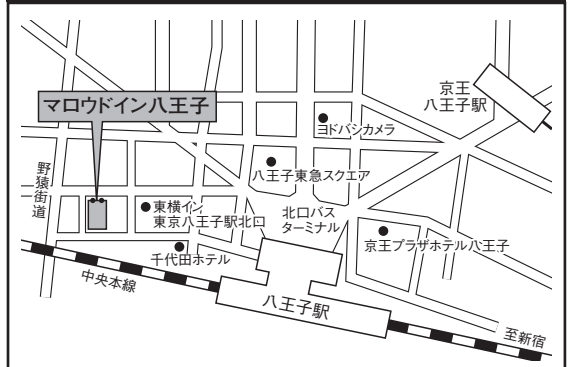 京王
八王子駅
マロウドイン八王子
ヨドバシカメラ
八王子東急スクエア
野猿街道
東横イン
東京八王子駅北口
北口バス
ターミナル
京王プラザホテル八王子
千代田ホテル
中央本線
八王子駅
至新宿